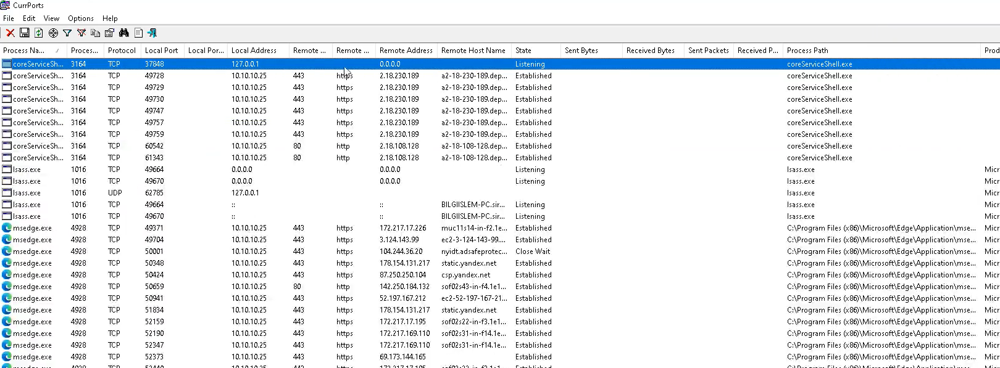 CurrPorts
File Edit View Options Help
Process Na... Proces... Protocol Local Port Local Por... Local Address Remote ... Remote ... Remote Address Remote Host Name State Sent Bytes Received Bytes Sent Packets Received P... Process Path Prod
coreServiceSh... 3164 TCP 37848 127.0.0.1 0.0.0.0 Listening coreServiceShell.exe
coreServiceSh... 3164 TCP 49728 10.10.10.25 443 https 2.18.230.189 a2-18-230-189.dep... Established coreServiceShell.exe
coreServiceSh... 3164 TCP 49729 10.10.10.25 443 https 2.18.230.189 a2-18-230-189.dep... Established coreServiceShell.exe
coreServiceSh... 3164 TCP 49730 10.10.10.25 443 https 2.18.230.189 a2-18-230-189.dep... Established coreServiceShell.exe
coreServiceSh... 3164 TCP 49747 10.10.10.25 443 https 2.18.230.189 a2-18-230-189.dep... Established coreServiceShell.exe
coreServiceSh... 3164 TCP 49757 10.10.10.25 443 https 2.18.230.189 a2-18-230-189.dep... Established coreServiceShell.exe
coreServiceSh... 3164 TCP 49759 10.10.10.25 443 https 2.18.230.189 a2-18-230-189.dep... Established coreServiceShell.exe
coreServiceSh... 3164 TCP 60542 10.10.10.25 80 http 2.18.108.128 a2-18-108-128.dep... Established coreServiceShell.exe
coreServiceSh... 3164 TCP 61343 10.10.10.25 80 http 2.18.108.128 a2-18-108-128.dep... Established coreServiceShell.exe
lsass.exe 1016 TCP 49664 0.0.0.0 0.0.0.0 Listening lsass.exe Micr
lsass.exe 1016 TCP 49670 0.0.0.0 0.0.0.0 Listening lsass.exe Micr
lsass.exe 1016 UDP 62785 127.0.0.1 lsass.exe Micr
lsass.exe 1016 TCP 49664 :: :: BILGIISLEM-PC.sir... Listening lsass.exe Micr
lsass.exe 1016 TCP 49670 :: :: BILGIISLEM-PC.sir... Listening lsass.exe Micr
msedge.exe 4928 TCP 49371 10.10.10.25 443 https 172.217.17.226 muc11s14-in-f2.1e... Established C:\Program Files (x86)\Microsoft\Edge\Application\mse... Micr
msedge.exe 4928 TCP 49704 10.10.10.25 443 https 3.124.143.99 ec2-3-124-143-99.... Established C:\Program Files (x86)\Microsoft\Edge\Application\mse... Micr
msedge.exe 4928 TCP 50001 10.10.10.25 443 https 104.244.36.20 nyidt.adsafeprotec... Close Wait C:\Program Files (x86)\Microsoft\Edge\Application\mse... Micr
msedge.exe 4928 TCP 50348 10.10.10.25 443 https 178.154.131.217 static.yandex.net Established C:\Program Files (x86)\Microsoft\Edge\Application\mse... Micr
msedge.exe 4928 TCP 50424 10.10.10.25 443 https 87.250.250.104 csp.yandex.net Established C:\Program Files (x86)\Microsoft\Edge\Application\mse... Micr
msedge.exe 4928 TCP 50659 10.10.10.25 80 http 142.250.184.132 sof02s43-in-f4.1e1... Established C:\Program Files (x86)\Microsoft\Edge\Application\mse... Micr
msedge.exe 4928 TCP 50941 10.10.10.25 443 https 52.197.167.212 ec2-52-197-167-21... Established C:\Program Files (x86)\Microsoft\Edge\Application\mse... Micr
msedge.exe 4928 TCP 51834 10.10.10.25 443 https 178.154.131.217 static.yandex.net Established C:\Program Files (x86)\Microsoft\Edge\Application\mse... Micr
msedge.exe 4928 TCP 52159 10.10.10.25 443 https 172.217.17.195 sof02s22-in-f3.1e1... Established C:\Program Files (x86)\Microsoft\Edge\Application\mse... Micr
msedge.exe 4928 TCP 52190 10.10.10.25 443 https 172.217.169.110 sof02s31-in-f14.1e... Established C:\Program Files (x86)\Microsoft\Edge\Application\mse... Micr
msedge.exe 4928 TCP 52347 10.10.10.25 443 https 172.217.169.110 sof02s31-in-f14.1e... Established C:\Program Files (x86)\Microsoft\Edge\Application\mse... Micr
msedge.exe 4928 TCP 52373 10.10.10.25 443 https 69.173.144.165 Established C:\Program Files (x86)\Microsoft\Edge\Application\mse... Micr